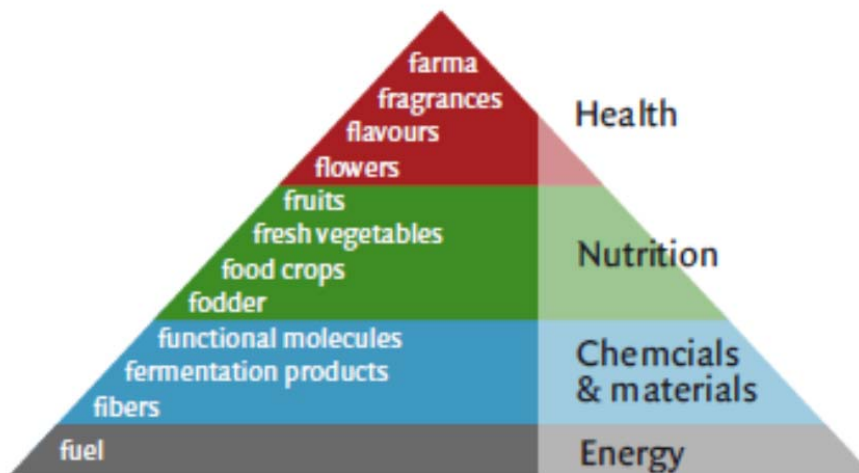 farma
fragrances
flavours
flowers
Health
fruits
fresh vegetables
food crops
fodder
Nutrition
functional molecules
fermentation products
fibers
Chemcials
& materials
fuel
Energy